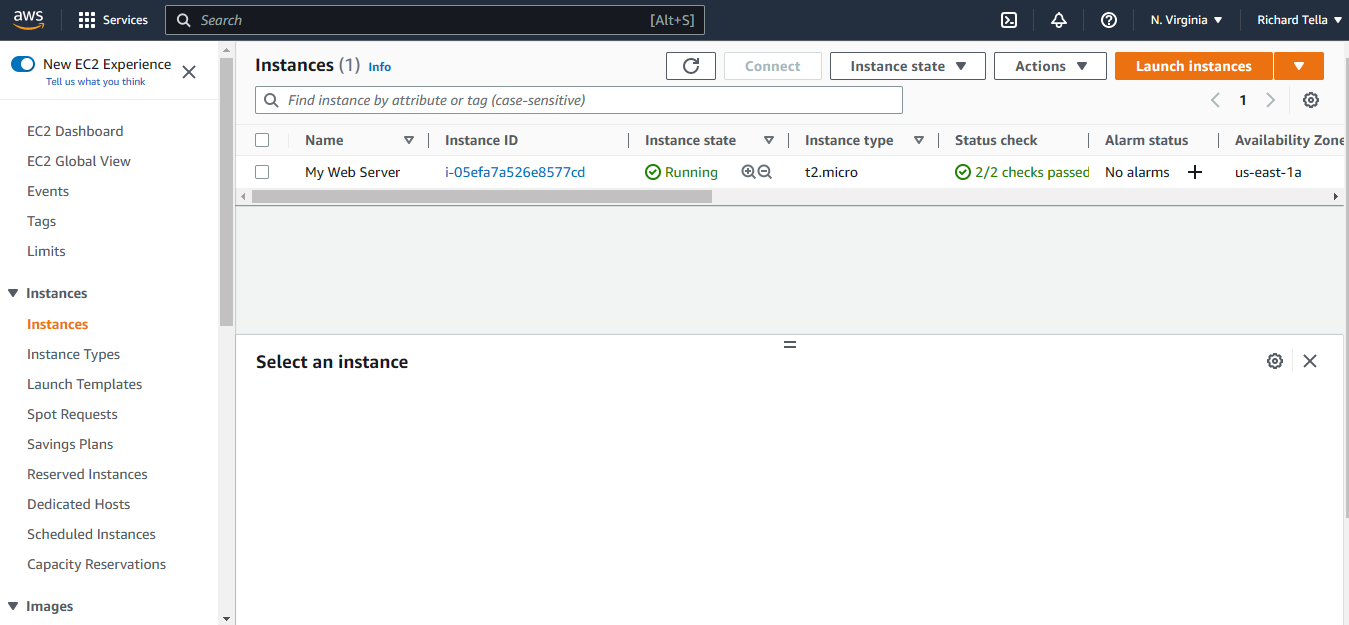 aws Services Search [Alt+S] N. Virginia Richard Tella
New EC2 Experience
Tell us what you think
EC2 Dashboard
EC2 Global View
Events
Tags
Limits
Instances
Instances
Instance Types
Launch Templates
Spot Requests
Savings Plans
Reserved Instances
Dedicated Hosts
Scheduled Instances
Capacity Reservations
Images
Instances (1) Info Connect Instance state Actions Launch instances
Find instance by attribute or tag (case-sensitive) 1
Name Instance ID Instance state Instance type Status check Alarm status Availability Zone
My Web Server i-05efa7a526e8577cd Running t2.micro 2/2 checks passed No alarms + us-east-1a
Select an instance